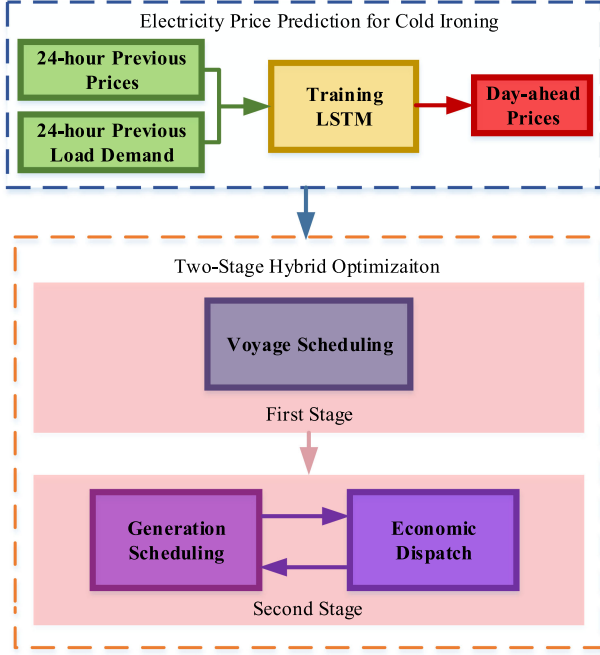 Electricity Price Prediction for Cold Ironing
24-hour Previous
Prices
24-hour Previous
Load Demand
Training
LSTM
Day-ahead
Prices
Two-Stage Hybrid Optimizaiton
Voyage Scheduling
First Stage
Generation
Scheduling
Economic
Dispatch
Second Stage